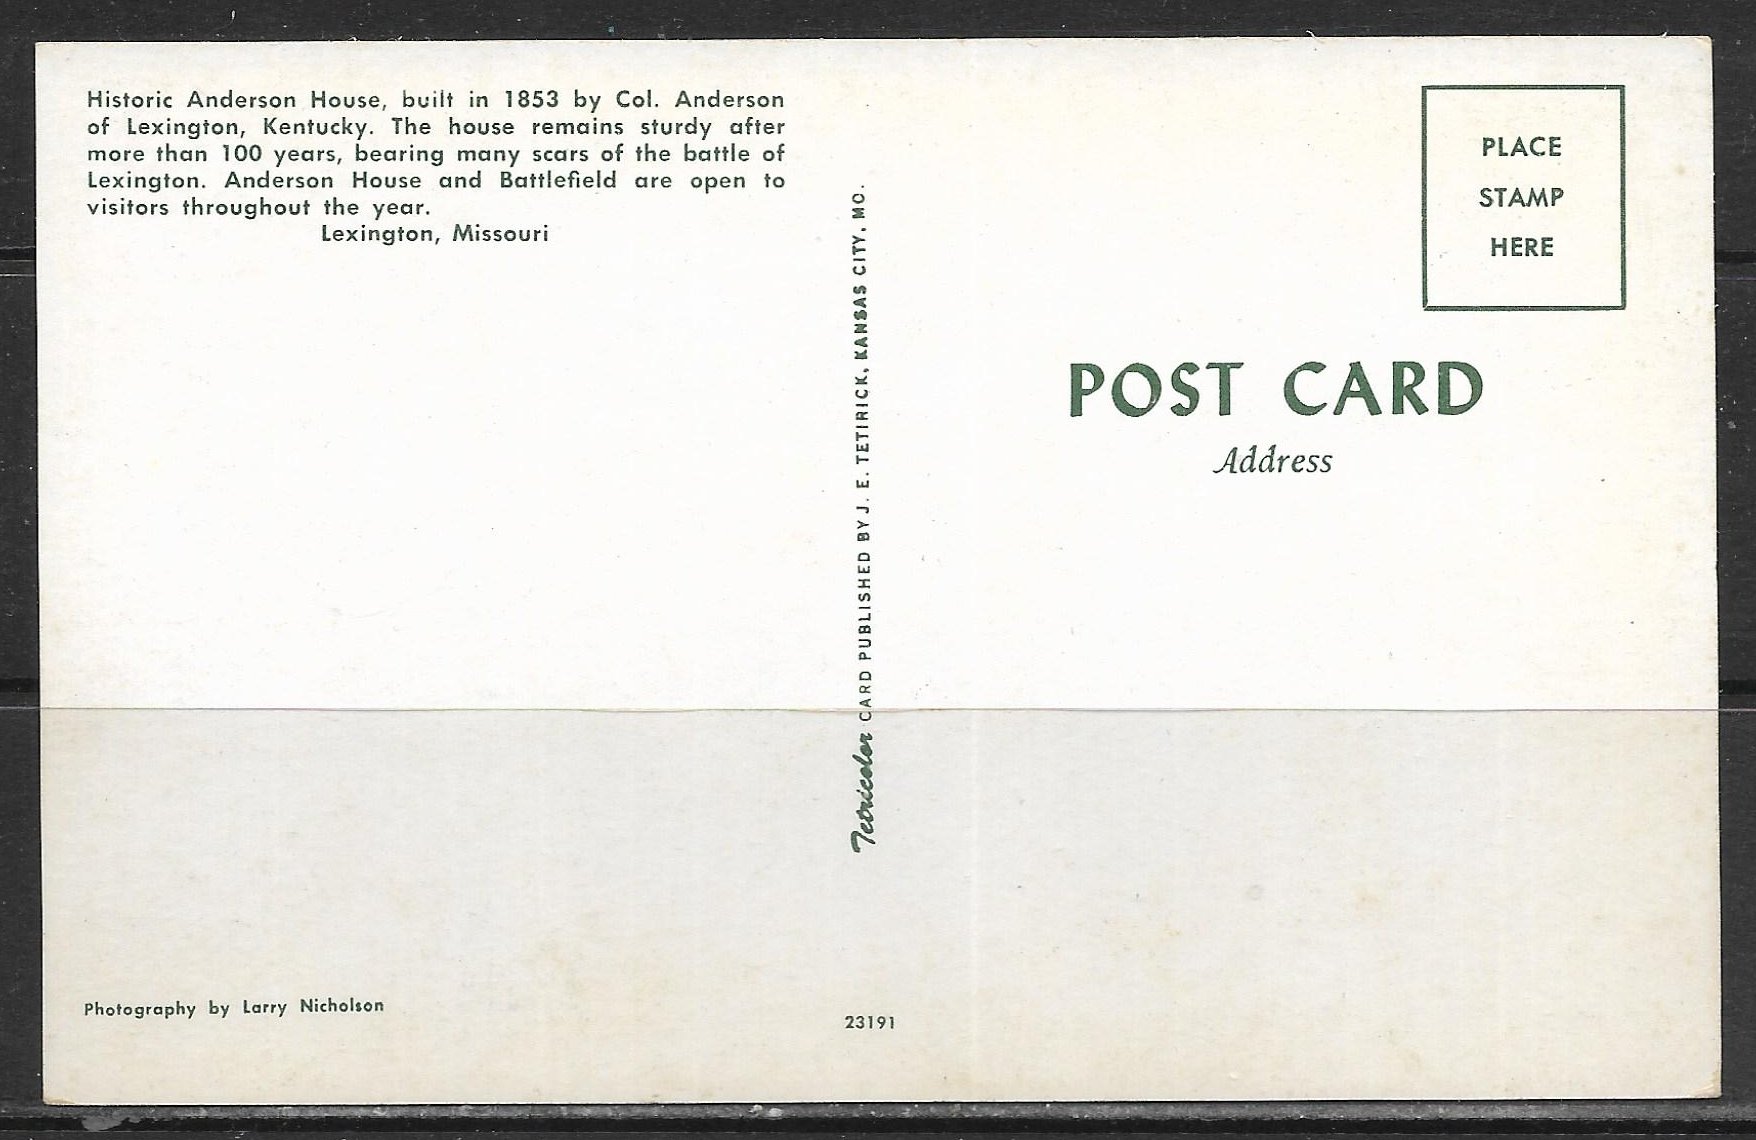 Historic Anderson House, built in 1853 by Col. Anderson
of Lexington, Kentucky. The house remains sturdy after
more than 100 years, bearing many scars of the battle of
Lexington. Anderson House and Battlefield are open to
visitors throughout the year.
Lexington, Missouri
Photography by Larry Nicholson
Tetricolor CARD PUBLISHED BY J. E. TETIRICK, KANSAS CITY, MO.
23191
PLACE
STAMP
HERE
POST CARD
Address